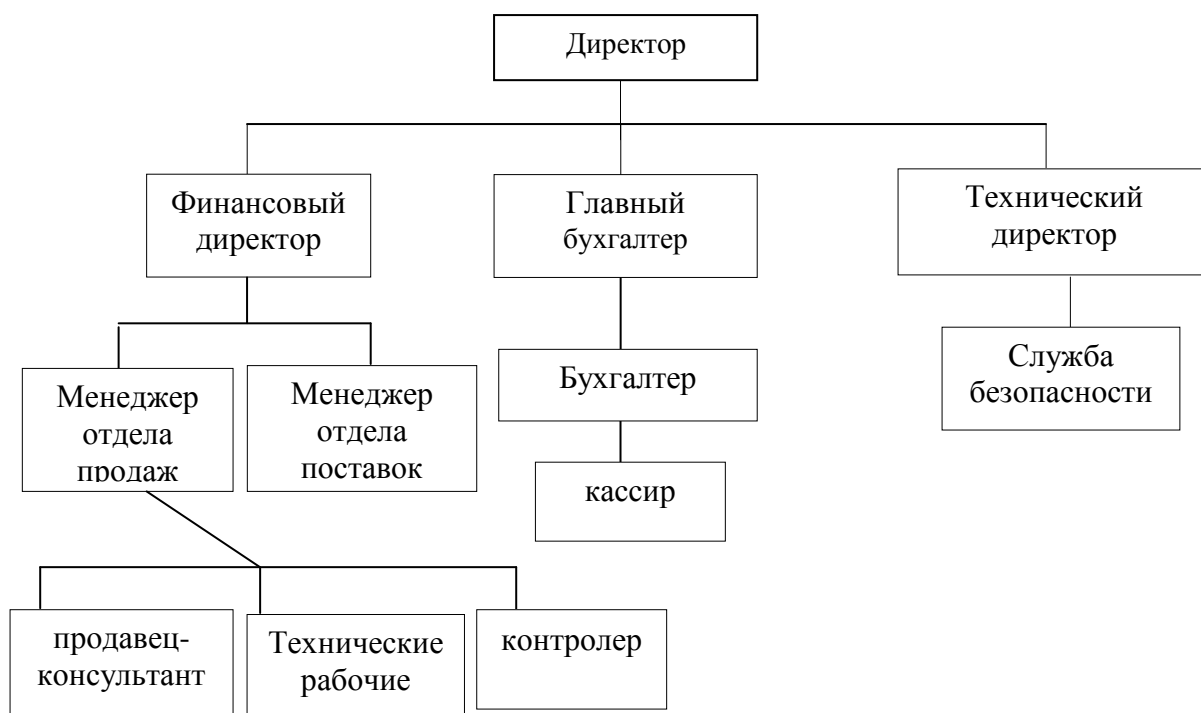 Директор
Финансовый
директор
Главный
бухгалтер
Технический
директор
Менеджер
отдела
продаж
Менеджер
отдела
поставок
Бухгалтер
Служба
безопасности
кассир
продавец-
консультант
Технические
рабочие
контролер